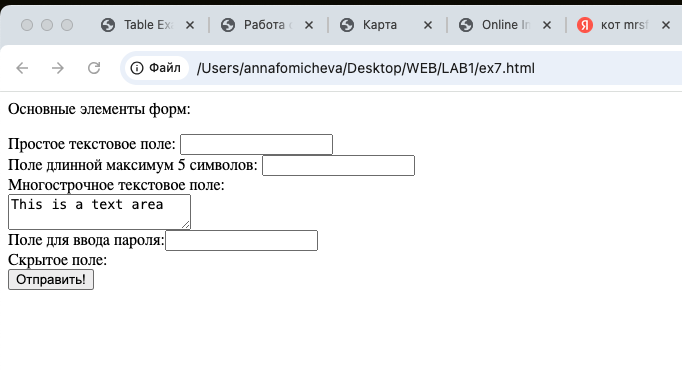 Table Ex
Работа
Карта
Online I
кот mrs
Файл
/Users/annafomicheva/Desktop/WEB/LAB1/ex7.html
Основные элементы форм:
Простое текстовое поле:
Поле длинной максимум 5 символов:
Многострочное текстовое поле:
This is a text area
Поле для ввода пароля:
Скрытое поле:
Отправить!